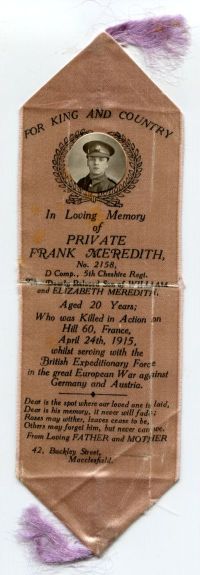 FOR KING AND COUNTRY
In Loving Memory
of
PRIVATE
FRANK MEREDITH,
No. 2158,
D Comp., 5th Cheshire Regt.
The Dearly Beloved Son of WILLIAM
and ELIZABETH MEREDITH,
Aged 20 Years;
Who was Killed in Action on
Hill 60, France,
April 24th, 1915,
whilst serving with the
British Expeditionary Force
in the great European War against
Germany and Austria.
Dear is the spot where our loved one is laid,
Dear is his memory, it never will fade;
Roses may wither, leaves cease to be,
Others may forget him, but never can we.
From Loving FATHER and MOTHER
42, Buckley Street,
Macclesfield.